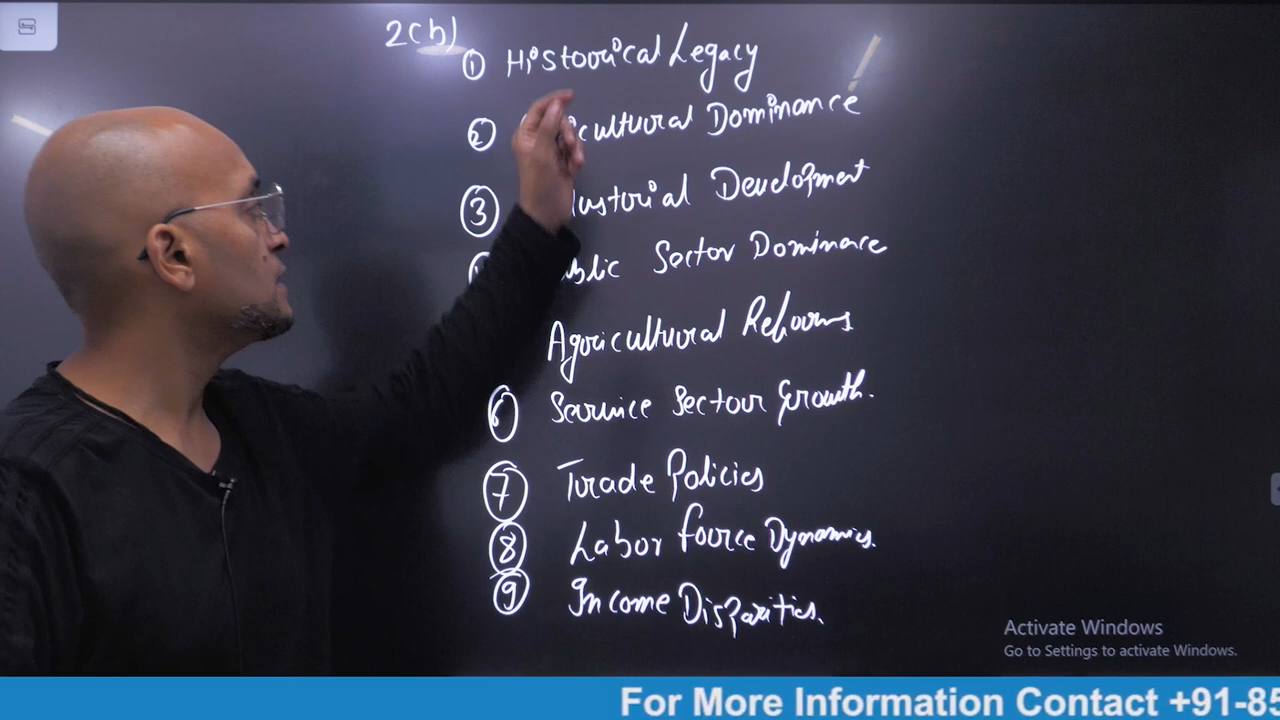 2(b)
① Historical Legacy
② cultural Dominance
③ dustrial Development
blic Sector Dominance
Agricultural Reforms
⑥ Service Sector Growth.
⑦ Trade Policies
⑧ Labor force Dynamics.
⑨ Income Disparities.
Activate Windows
Go to Settings to activate Windows.
For More Information Contact +91-85